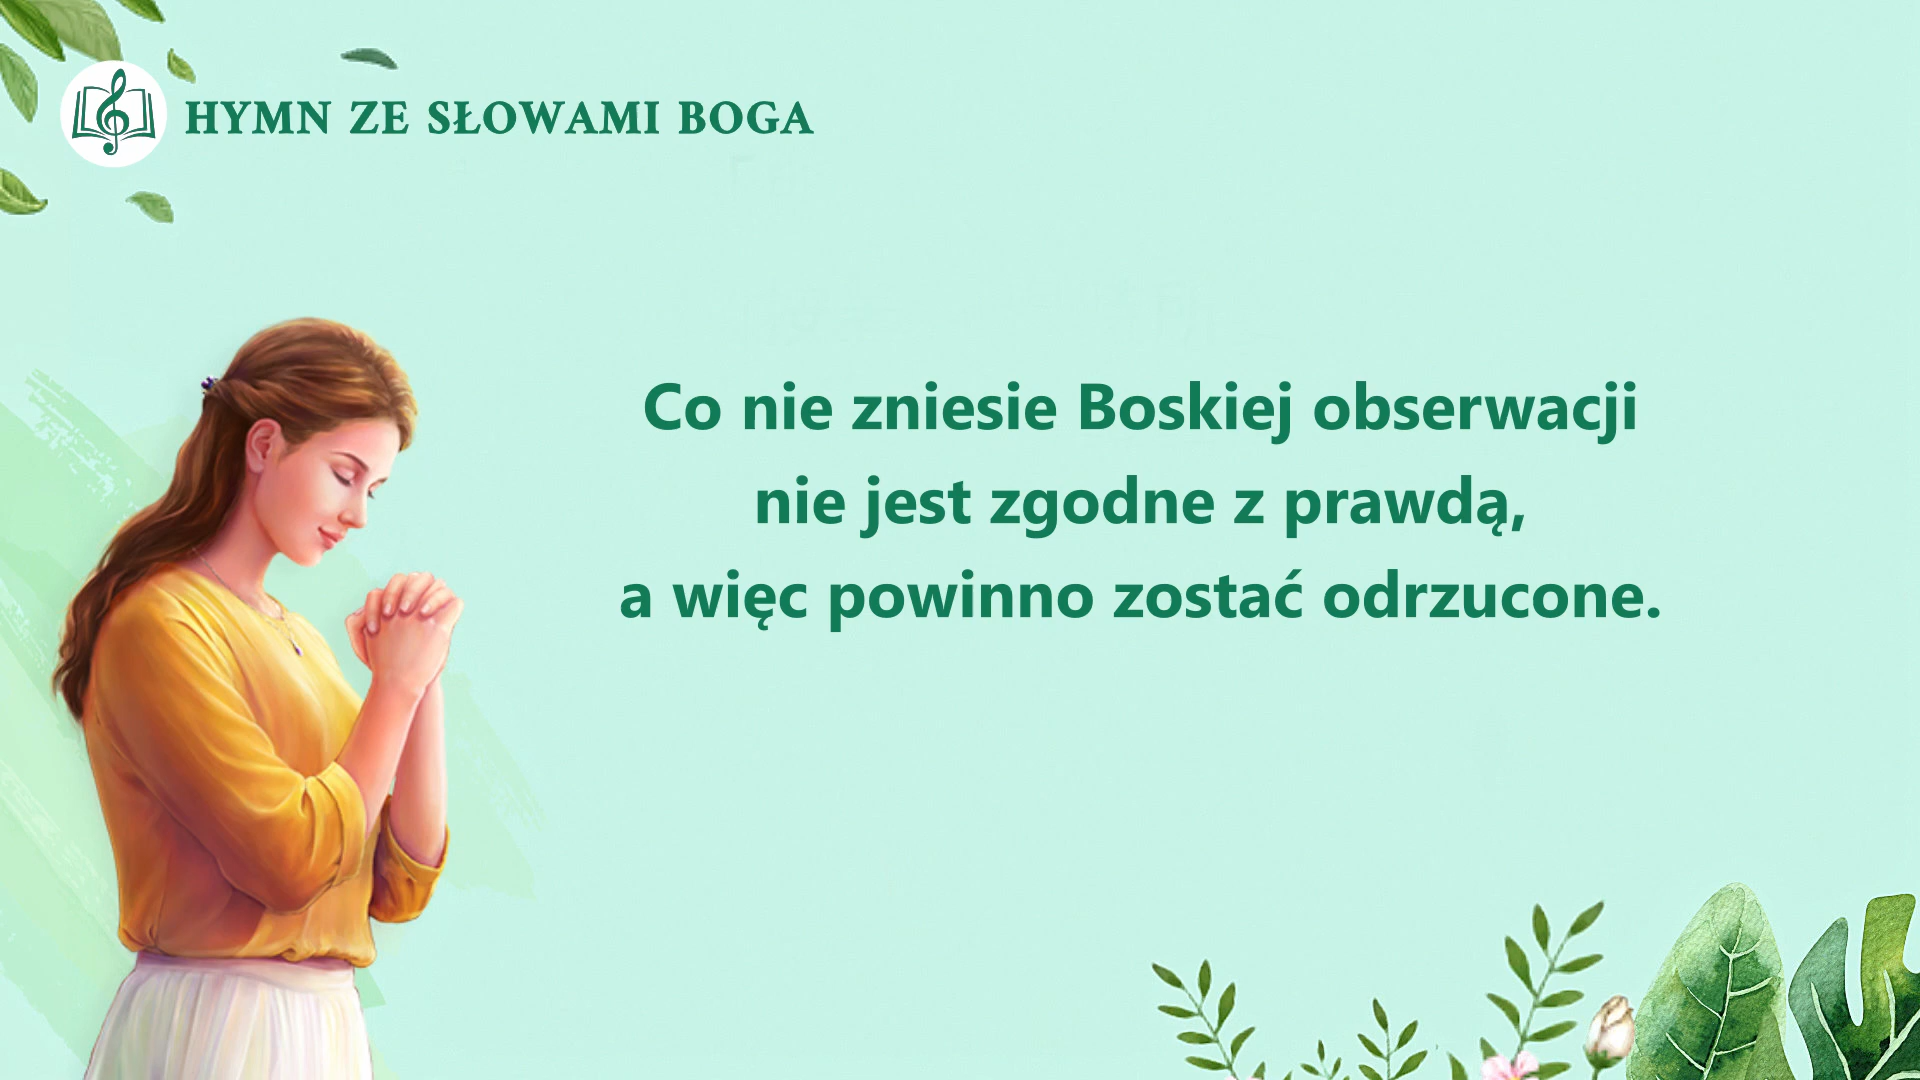 HYMN ZE SŁOWAMI BOGA
Co nie zniesie Boskiej obserwacji
nie jest zgodne z prawdą,
a więc powinno zostać odrzucone.